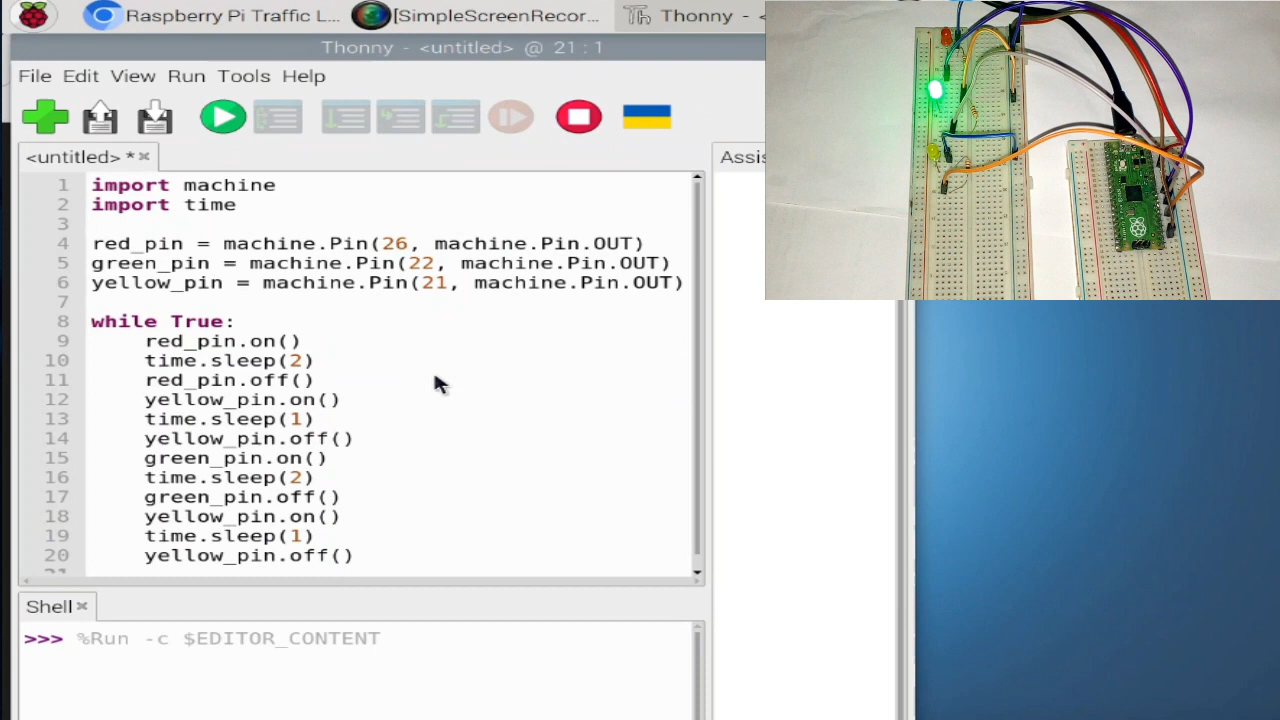 Raspberry Pi Traffic L...
[SimpleScreenRecor...
Thonny -
Thonny - <untitled> @ 21 : 1
File Edit View Run Tools Help
<untitled> *
Assis
1 import machine
2 import time
3
4 red_pin = machine.Pin(26, machine.Pin.OUT)
5 green_pin = machine.Pin(22, machine.Pin.OUT)
6 yellow_pin = machine.Pin(21, machine.Pin.OUT)
7
8 while True:
9 red_pin.on()
10 time.sleep(2)
11 red_pin.off()
12 yellow_pin.on()
13 time.sleep(1)
14 yellow_pin.off()
15 green_pin.on()
16 time.sleep(2)
17 green_pin.off()
18 yellow_pin.on()
19 time.sleep(1)
20 yellow_pin.off()
21
Shell
>>> %Run -c $EDITOR_CONTENT